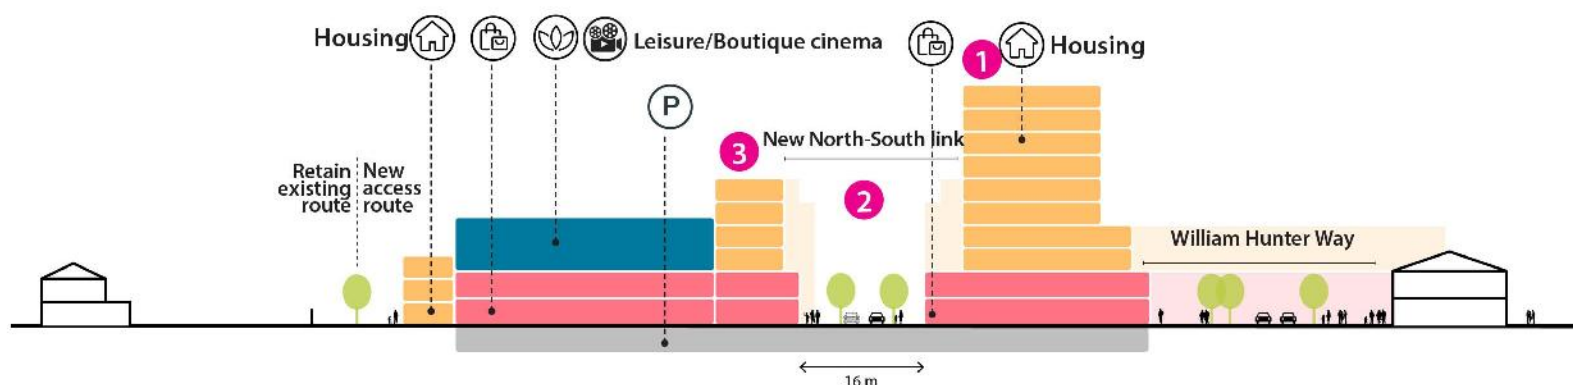 Housing
Leisure/Boutique cinema
Housing
1
P
3
New North-South link
2
Retain
existing
route
New
access
route
William Hunter Way
16 m